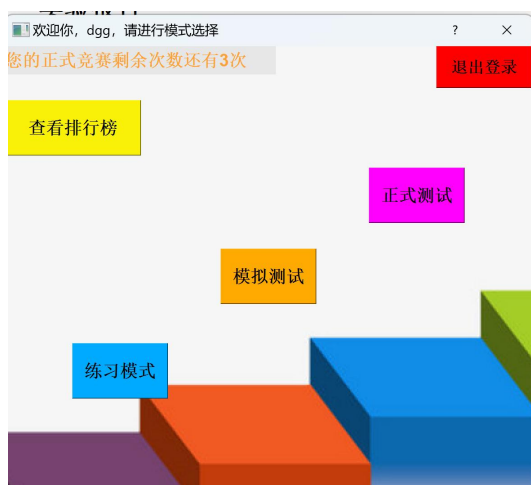 欢迎你，dgg，请进行模式选择
?
您的正式竞赛剩余次数还有3次
退出登录
查看排行榜
正式测试
模拟测试
练习模式